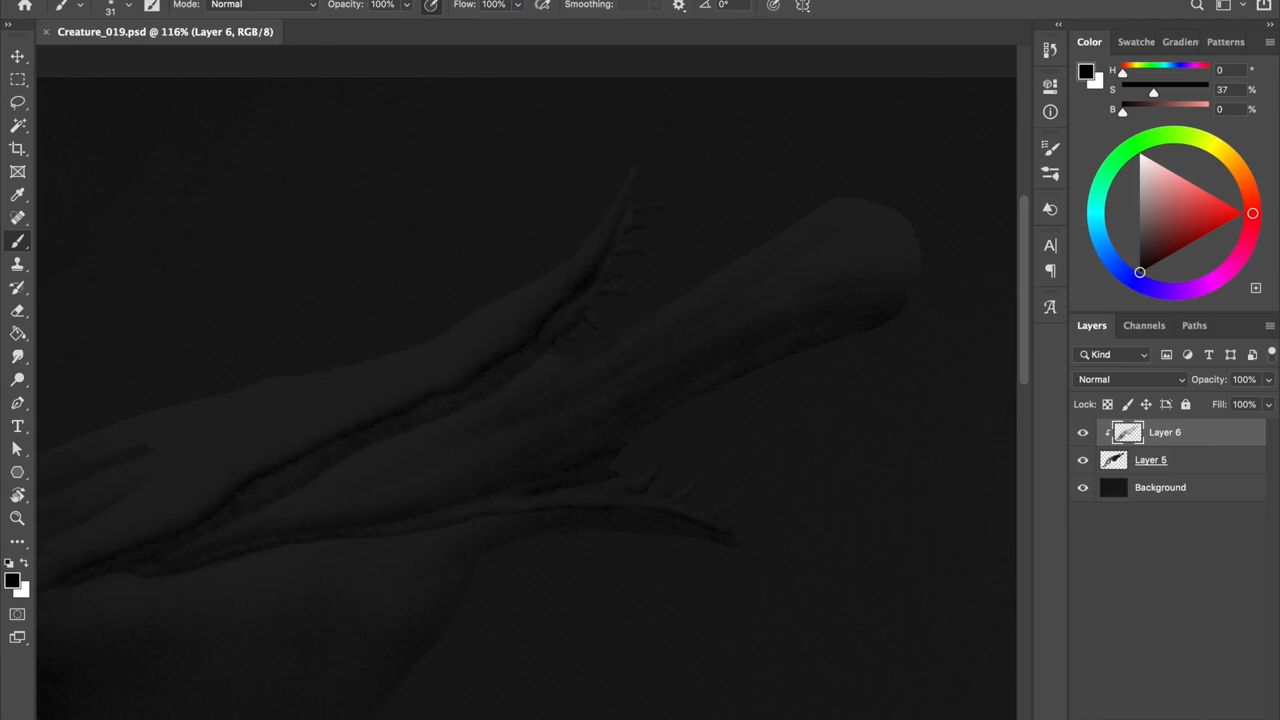 Mode: Normal Opacity: 100% Flow: 100% Smoothing: 0°
31
× Creature_019.psd @ 116% (Layer 6, RGB/8)
Color Swatche Gradien Patterns
H 0 °
S 37 %
B 0 %
Layers Channels Paths
Kind
Normal Opacity: 100%
Lock: Fill: 100%
Layer 6
Layer 5
Background